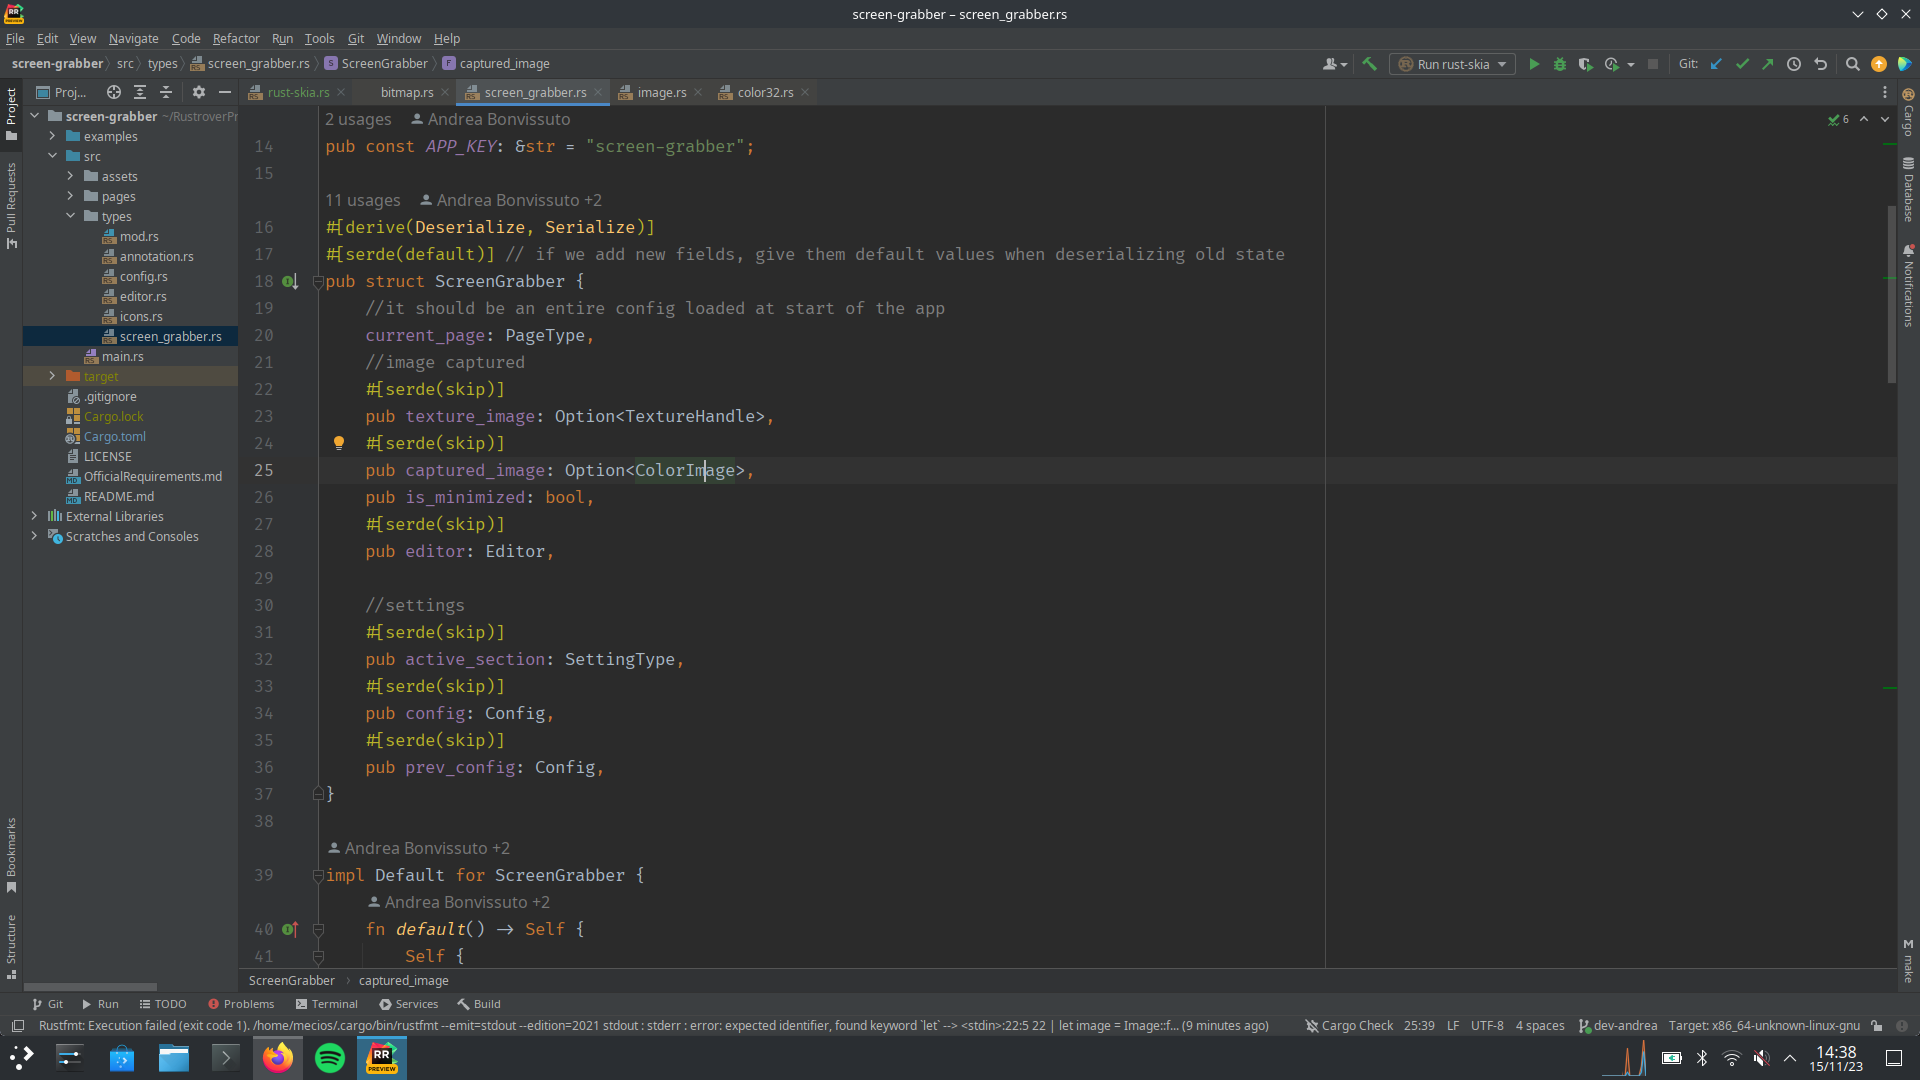 screen-grabber – screen_grabber.rs
File Edit View Navigate Code Refactor Run Tools Git Window Help
screen-grabber src types screen_grabber.rs ScreenGrabber captured_image
Run rust-skia
Git:
Project
Pull Requests
Bookmarks
Structure
Proj...
screen-grabber ~/RustroverPr
examples
src
assets
pages
types
mod.rs
annotation.rs
config.rs
editor.rs
icons.rs
screen_grabber.rs
main.rs
target
.gitignore
Cargo.lock
Cargo.toml
LICENSE
OfficialRequirements.md
README.md
External Libraries
Scratches and Consoles
rust-skia.rs bitmap.rs screen_grabber.rs image.rs color32.rs
6
2 usages Andrea Bonvissuto
14 pub const APP_KEY: &str = "screen-grabber";
15
11 usages Andrea Bonvissuto +2
16 #[derive(Deserialize, Serialize)]
17 #[serde(default)] // if we add new fields, give them default values when deserializing old state
18 pub struct ScreenGrabber {
19 //it should be an entire config loaded at start of the app
20 current_page: PageType,
21 //image captured
22 #[serde(skip)]
23 pub texture_image: Option<TextureHandle>,
24 #[serde(skip)]
25 pub captured_image: Option<ColorImage>,
26 pub is_minimized: bool,
27 #[serde(skip)]
28 pub editor: Editor,
29
30 //settings
31 #[serde(skip)]
32 pub active_section: SettingType,
33 #[serde(skip)]
34 pub config: Config,
35 #[serde(skip)]
36 pub prev_config: Config,
37 }
38
Andrea Bonvissuto +2
39 impl Default for ScreenGrabber {
Andrea Bonvissuto +2
40 fn default() -> Self {
41 Self {
ScreenGrabber captured_image
Cargo
Database
Notifications
make
Git Run TODO Problems Terminal Services Build
Rustfmt: Execution failed (exit code 1). /home/mecios/.cargo/bin/rustfmt --emit=stdout --edition=2021 stdout : stderr : error: expected identifier, found keyword `let` --> <stdin>:22:5 22 | let image = Image::f... (9 minutes ago)
Cargo Check 25:39 LF UTF-8 4 spaces dev-andrea Target: x86_64-unknown-linux-gnu
RR
PREVIEW
14:38
15/11/23